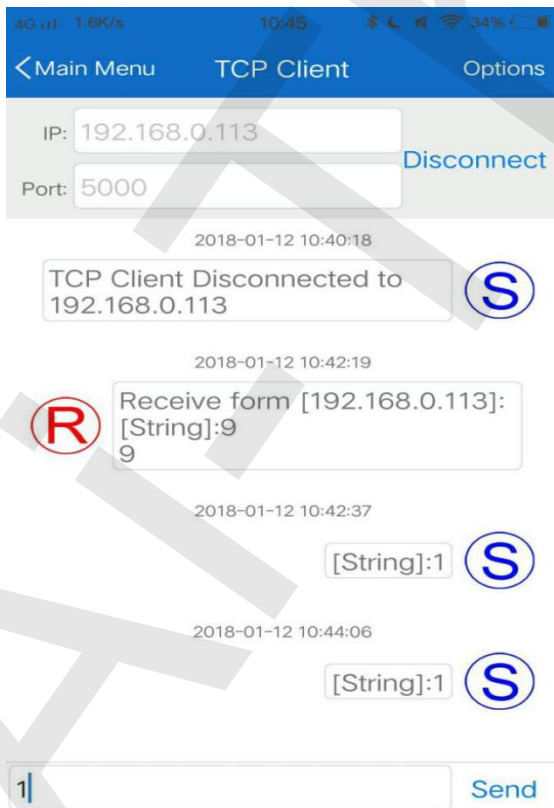 4G 1.6K/s 10:45 34%
Main Menu TCP Client Options
IP: 192.168.0.113
Disconnect
Port: 5000
2018-01-12 10:40:18
TCP Client Disconnected to
192.168.0.113
S
2018-01-12 10:42:19
R
Receive form [192.168.0.113]:
[String]:9
9
2018-01-12 10:42:37
[String]:1
S
2018-01-12 10:44:06
[String]:1
S
1
Send